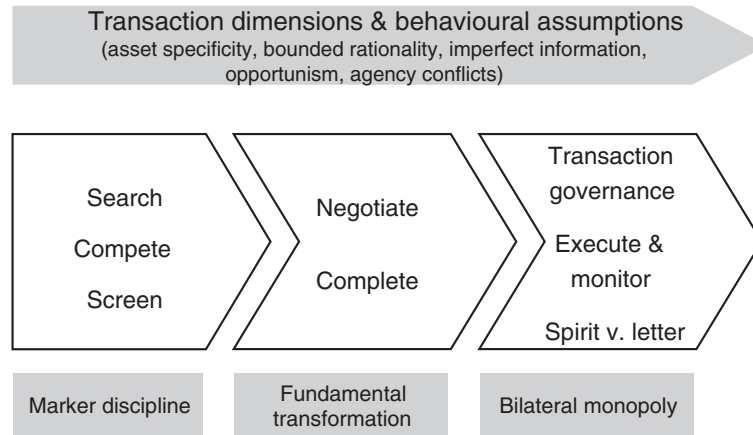 Transaction dimensions & behavioural assumptions
(asset specificity, bounded rationality, imperfect information,
opportunism, agency conflicts)
Search
Compete
Screen
Negotiate
Complete
Transaction
governance
Execute &
monitor
Spirit v. letter
Marker discipline
Fundamental
transformation
Bilateral monopoly